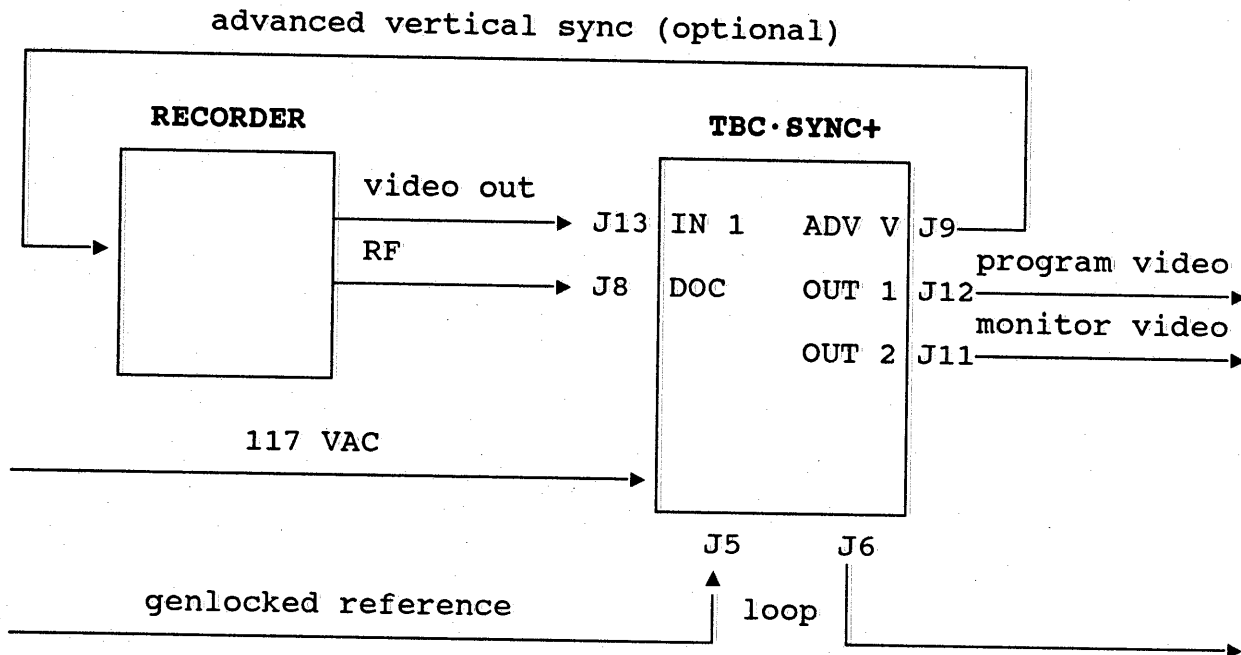 advanced vertical sync (optional)
RECORDER
TBC·SYNC+
video out
J13 IN 1 ADV V J9
RF
program video
J8 DOC OUT 1 J12
monitor video
OUT 2 J11
117 VAC
J5 J6
genlocked reference
loop